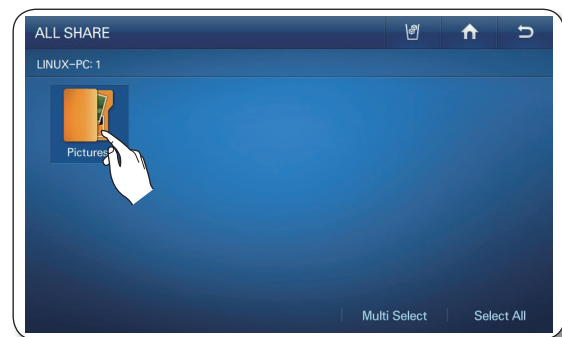 ALL SHARE
LINUX-PC: 1
Pictures
Multi Select
Select All